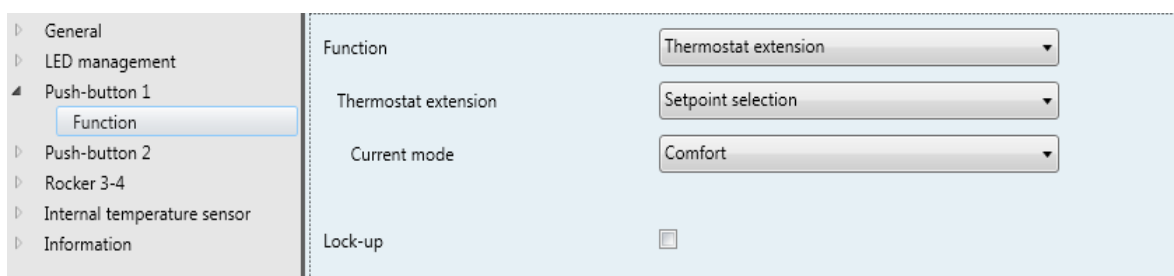 General
LED management
Push-button 1
Function
Push-button 2
Rocker 3-4
Internal temperature sensor
Information
Function Thermostat extension
Thermostat extension Setpoint selection
Current mode Comfort
Lock-up